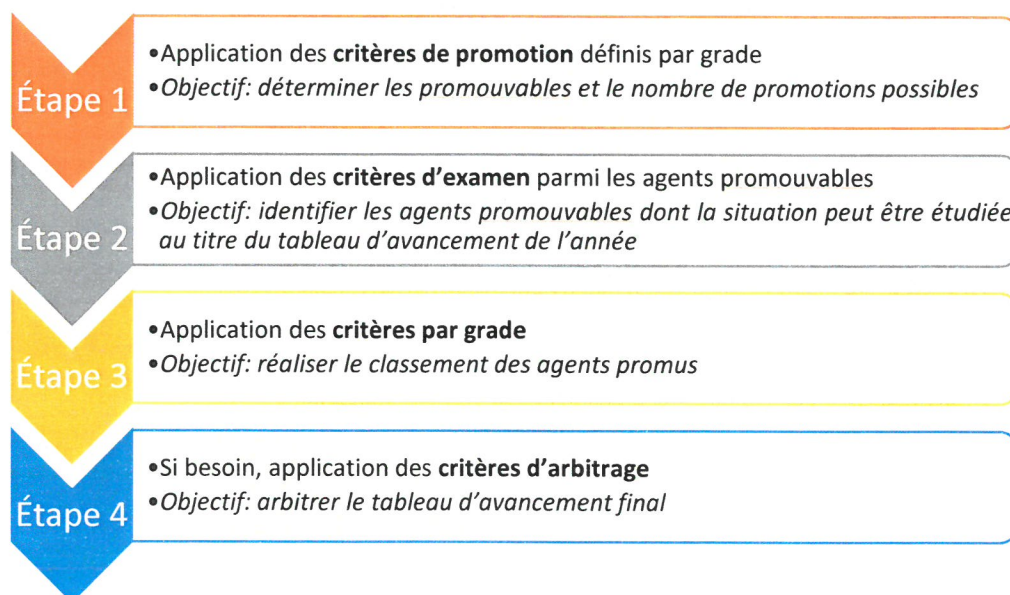 Étape 1
•Application des critères de promotion définis par grade
•Objectif: déterminer les promouvables et le nombre de promotions possibles
Étape 2
•Application des critères d'examen parmi les agents promouvables
•Objectif: identifier les agents promouvables dont la situation peut être étudiée
au titre du tableau d'avancement de l'année
Étape 3
•Application des critères par grade
•Objectif: réaliser le classement des agents promus
Étape 4
•Si besoin, application des critères d'arbitrage
•Objectif: arbitrer le tableau d'avancement final